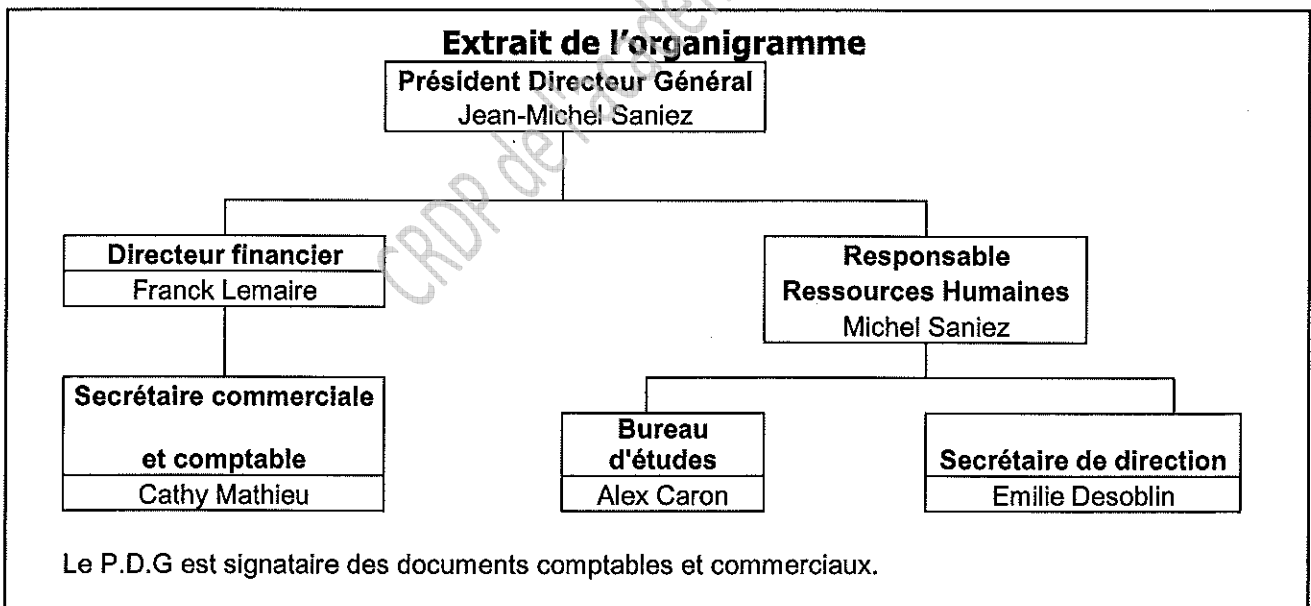 Extrait de l'organigramme
Président Directeur Général
Jean-Michel Saniez
Directeur financier
Franck Lemaire
Responsable
Ressources Humaines
Michel Saniez
Secrétaire commerciale
et comptable
Cathy Mathieu
Bureau
d'études
Alex Caron
Secrétaire de direction
Emilie Desoblin
Le P.D.G est signataire des documents comptables et commerciaux.
CRDP de l'